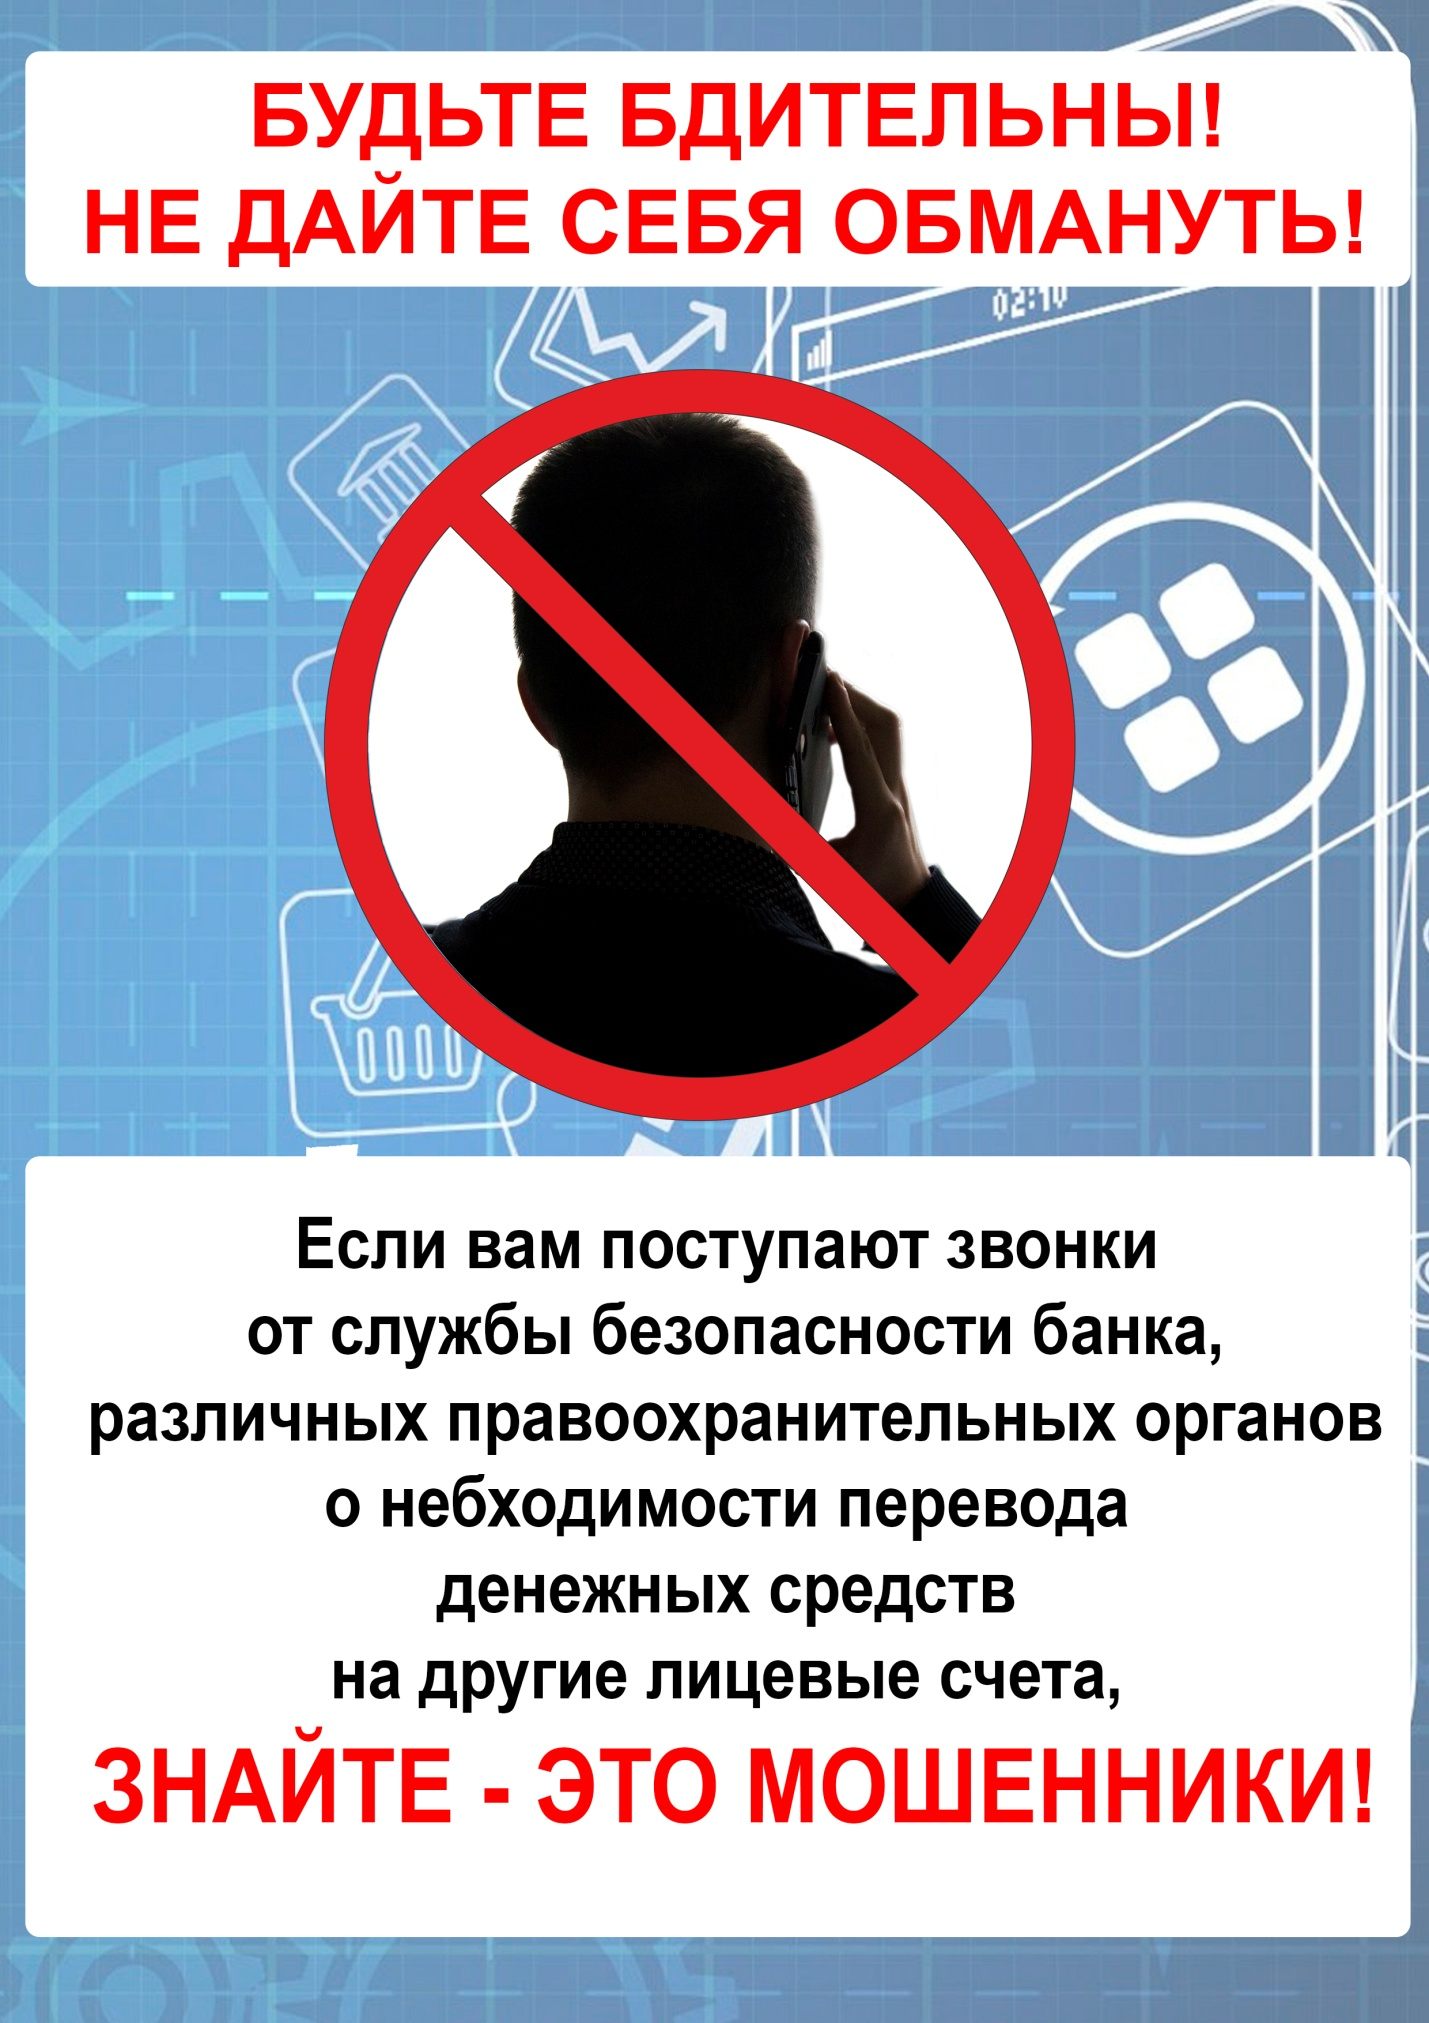 БУДЬТЕ БДИТЕЛЬНЫ!
НЕ ДАЙТЕ СЕБЯ ОБМАНУТЬ!
02:10
Если вам поступают звонки
от службы безопасности банка,
различных правоохранительных органов
о небходимости перевода
денежных средств
на другие лицевые счета,
ЗНАЙТЕ - ЭТО МОШЕННИКИ!